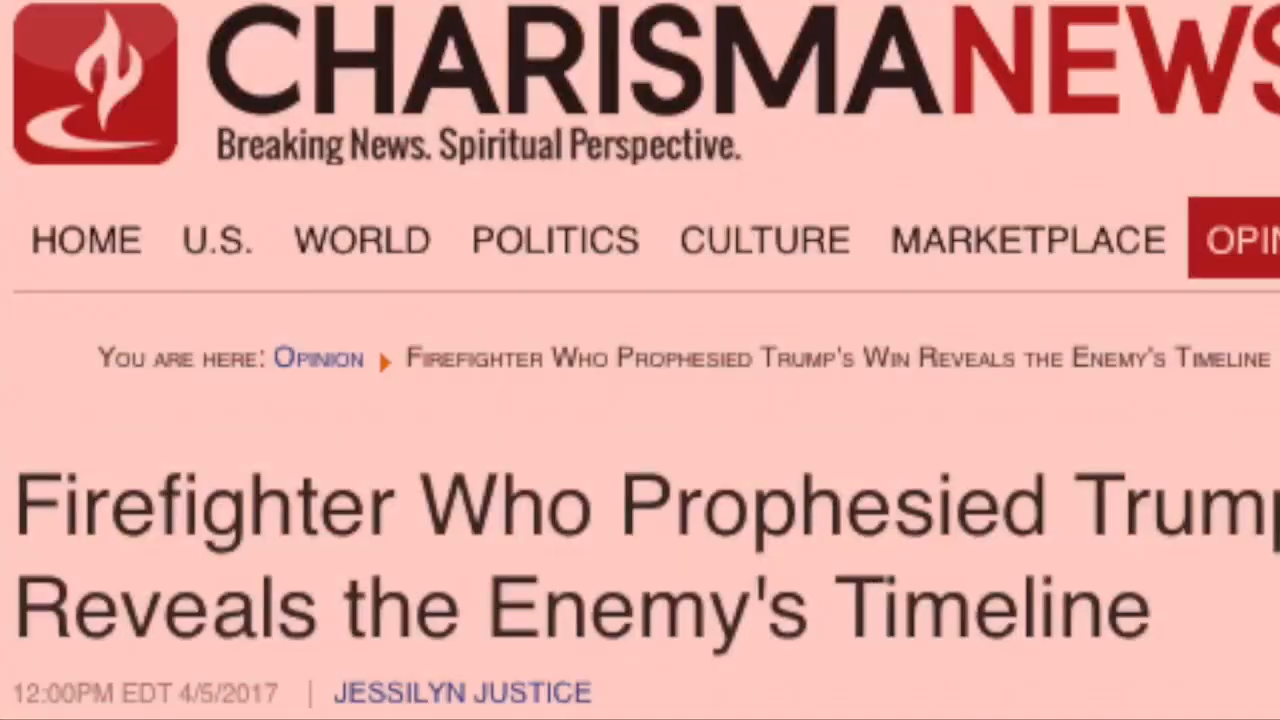 CHARISMANEWS
Breaking News. Spiritual Perspective.
HOME U.S. WORLD POLITICS CULTURE MARKETPLACE OPIN
You are here: Opinion Firefighter Who Prophesied Trump's Win Reveals the Enemy's Timeline
Firefighter Who Prophesied Trump
Reveals the Enemy's Timeline
12:00PM EDT 4/5/2017 | JESSILYN JUSTICE